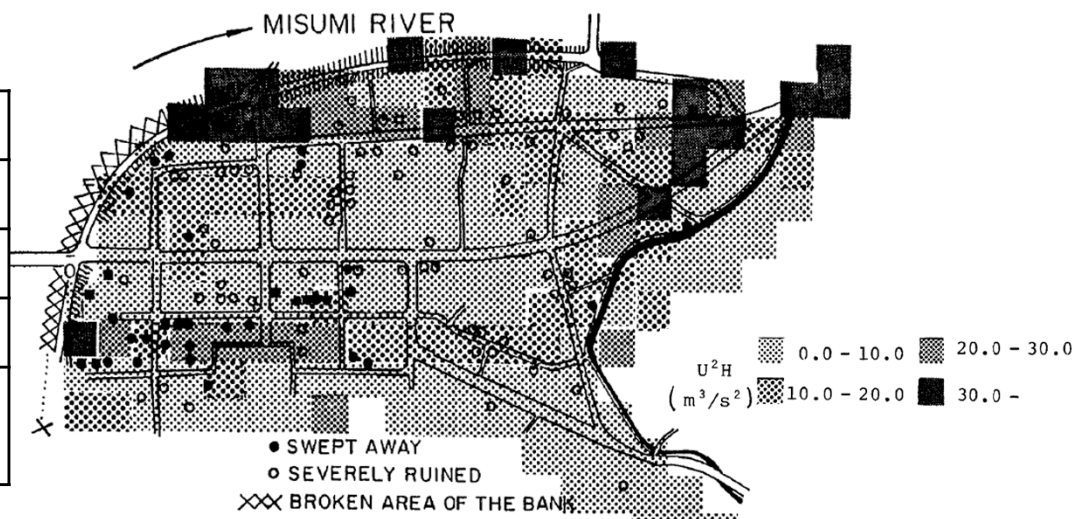 MISUMI RIVER
U²H
(m³/s²)
0.0 - 10.0
20.0 - 30.0
10.0 - 20.0
30.0 -
SWEPT AWAY
SEVERELY RUINED
BROKEN AREA OF THE BANK